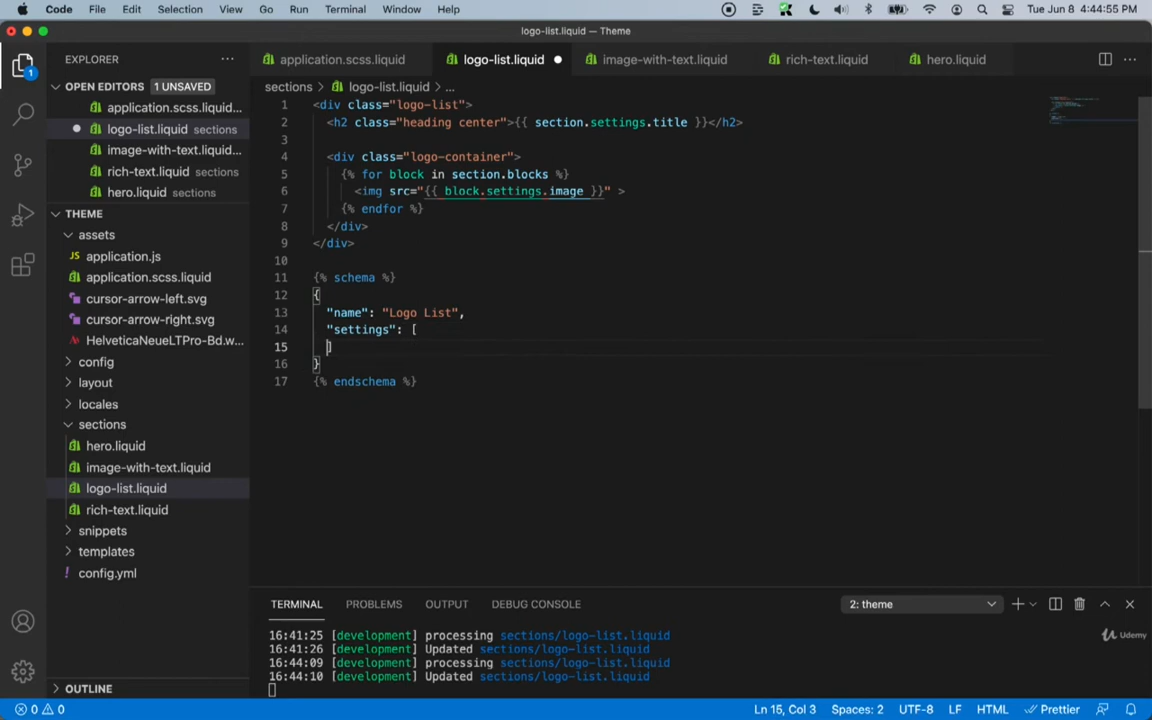 Code File Edit Selection View Go Run Terminal Window Help Tue Jun 8 4:44:55 PM
logo-list.liquid — Theme
EXPLORER ···
OPEN EDITORS 1 UNSAVED
application.scss.liquid...
logo-list.liquid sections
image-with-text.liquid...
rich-text.liquid sections
hero.liquid sections
THEME
assets
JS application.js
application.scss.liquid
cursor-arrow-left.svg
cursor-arrow-right.svg
HelveticaNeueLTPro-Bd.w...
config
layout
locales
sections
hero.liquid
image-with-text.liquid
logo-list.liquid
rich-text.liquid
snippets
templates
! config.yml
OUTLINE
1
application.scss.liquid logo-list.liquid image-with-text.liquid rich-text.liquid hero.liquid
sections > logo-list.liquid > ...
1 <div class="logo-list">
2 <h2 class="heading center">{{ section.settings.title }}</h2>
3
4 <div class="logo-container">
5 {% for block in section.blocks %}
6 <img src="{{ block.settings.image }}" >
7 {% endfor %}
8 </div>
9 </div>
10
11 {% schema %}
12 {
13 "name": "Logo List",
14 "settings": [
15 ]
16 }
17 {% endschema %}
TERMINAL PROBLEMS OUTPUT DEBUG CONSOLE 2: theme
16:41:25 [development] processing sections/logo-list.liquid
16:41:26 [development] Updated sections/logo-list.liquid
16:44:09 [development] processing sections/logo-list.liquid
16:44:10 [development] Updated sections/logo-list.liquid
Udemy
0 0 Ln 15, Col 3 Spaces: 2 UTF-8 LF HTML Prettier